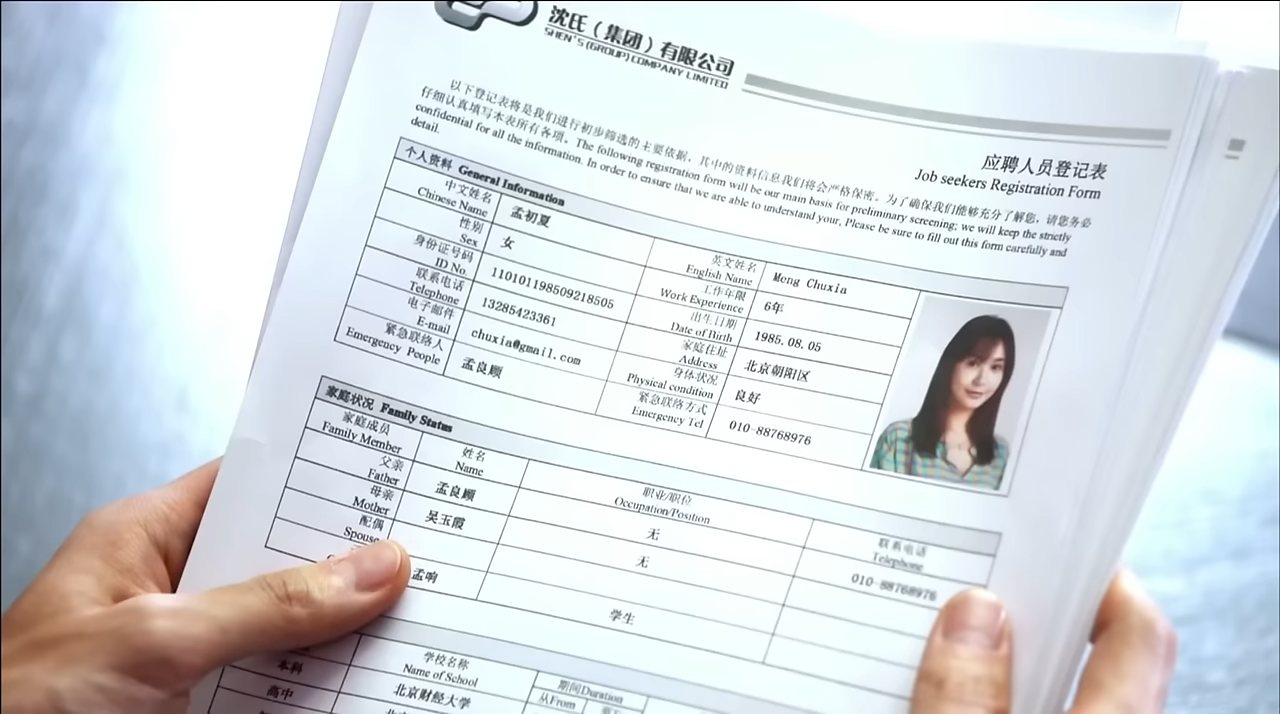 沈氏（集团）有限公司
SHEN'S (GROUP) COMPANY LIMITED
应聘人员登记表
Job seekers Registration Form
以下登记表将是我们进行初步筛选的主要依据，其中的资料信息我们将会严格保密。为了确保我们能够充分了解您，请您务必
仔细认真填写本表所有各项。The following registration form will be our main basis for preliminary screening; we will keep the strictly
confidential for all the information. In order to ensure that we are able to understand your, Please be sure to fill out this form carefully and
detail.
个人资料 General Information
中文姓名 孟初夏 英文姓名 Meng Chuxia
Chinese Name English Name
性别 女 工作年限 6年
Sex Work Experience
身份证号码 110101198509218505 出生日期 1985.08.05
ID No. Date of Birth
联系电话 13285423361 家庭住址 北京朝阳区
Telephone Address
电子邮件 chuxia@gmail.com 身体状况 良好
E-mail Physical condition
紧急联络人 孟良顺 紧急联络方式 010-88768976
Emergency People Emergency Tel
家庭状况 Family Status
家庭成员 姓名 职业/职位 联系电话
Family Member Name Occupation/Position Telephone
父亲 孟良顺 无 010-88768976
Father
母亲 吴玉霞 无
Mother
配偶
Spouse
孟响 学生
学校名称 期间Duration
Name of School 从From
本科 北京财经大学
高中